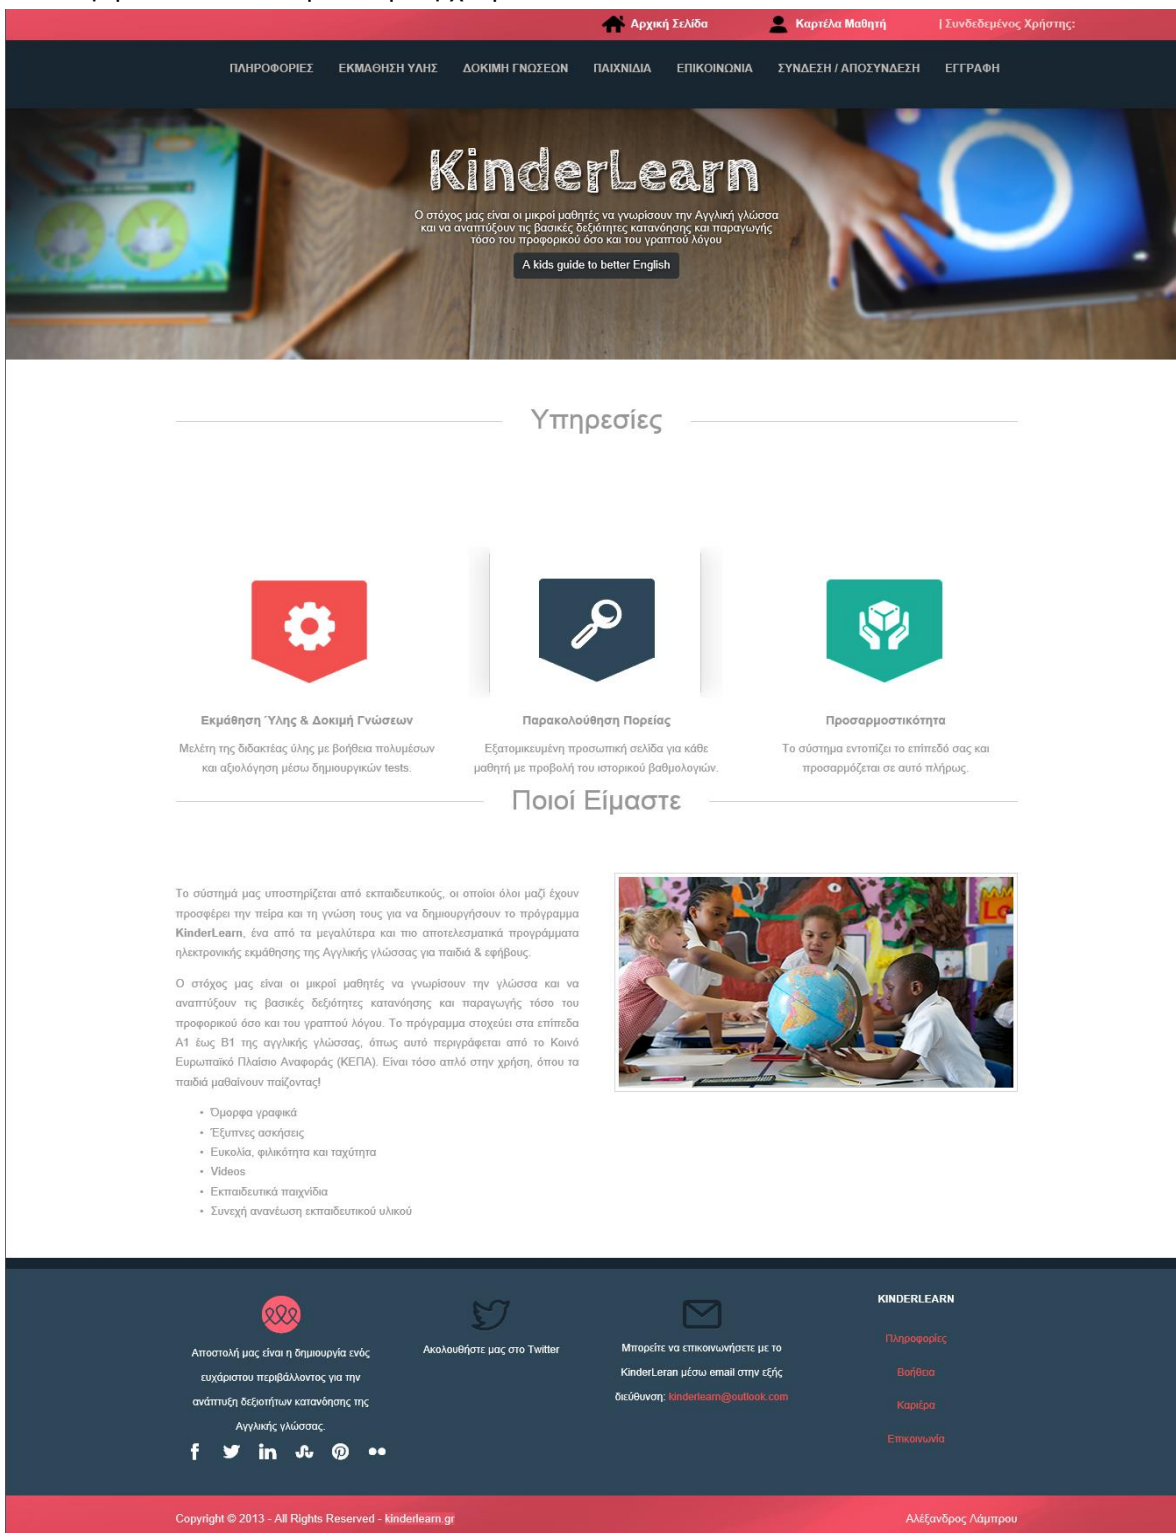 Αρχική Σελίδα Καρτέλα Μαθητή | Συνδεδεμένος Χρήστης:
ΠΛΗΡΟΦΟΡΙΕΣ ΕΚΜΑΘΗΣΗ ΥΛΗΣ ΔΟΚΙΜΗ ΓΝΩΣΕΩΝ ΠΑΙΧΝΙΔΙΑ ΕΠΙΚΟΙΝΩΝΙΑ ΣΥΝΔΕΣΗ / ΑΠΟΣΥΝΔΕΣΗ ΕΓΓΡΑΦΗ
KinderLearn
Ο στόχος μας είναι οι μικροί μαθητές να γνωρίσουν την Αγγλική γλώσσα
και να αναπτύξουν τις βασικές δεξιότητες κατανόησης και παραγωγής
τόσο του προφορικού όσο και του γραπτού λόγου
A kids guide to better English
Υπηρεσίες
Εκμάθηση Ύλης & Δοκιμή Γνώσεων
Μελέτη της διδακτέας ύλης με βοήθεια πολυμέσων
και αξιολόγηση μέσω δημιουργικών tests.
Παρακολούθηση Πορείας
Εξατομικευμένη προσωπική σελίδα για κάθε
μαθητή με προβολή του ιστορικού βαθμολογιών.
Προσαρμοστικότητα
Το σύστημα εντοπίζει το επίπεδό σας και
προσαρμόζεται σε αυτό πλήρως.
Ποιοί Είμαστε
Το σύστημά μας υποστηρίζεται από εκπαιδευτικούς, οι οποίοι όλοι μαζί έχουν
προσφέρει την πείρα και τη γνώση τους για να δημιουργήσουν το πρόγραμμα
KinderLearn, ένα από τα μεγαλύτερα και πιο αποτελεσματικά προγράμματα
ηλεκτρονικής εκμάθησης της Αγγλικής γλώσσας για παιδιά & εφήβους.
Ο στόχος μας είναι οι μικροί μαθητές να γνωρίσουν την γλώσσα και να
αναπτύξουν τις βασικές δεξιότητες κατανόησης και παραγωγής τόσο του
προφορικού όσο και του γραπτού λόγου. Το πρόγραμμα στοχεύει στα επίπεδα
Α1 έως Β1 της αγγλικής γλώσσας, όπως αυτό περιγράφεται από το Κοινό
Ευρωπαϊκό Πλαίσιο Αναφοράς (ΚΕΠΑ). Είναι τόσο απλό στην χρήση, όπου τα
παιδιά μαθαίνουν παίζοντας!
• Όμορφα γραφικά
• Έξυπνες ασκήσεις
• Ευκολία, φιλικότητα και ταχύτητα
• Videos
• Εκπαιδευτικά παιχνίδια
• Συνεχή ανανέωση εκπαιδευτικού υλικού
Αποστολή μας είναι η δημιουργία ενός
ευχάριστου περιβάλλοντος για την
ανάπτυξη δεξιοτήτων κατανόησης της
Αγγλικής γλώσσας.
Ακολουθήστε μας στο Twitter
Μπορείτε να επικοινωνήσετε με το
KinderLeran μέσω email στην εξής
διεύθυνση: kinderlearn@outlook.com
KINDERLEARN
Πληροφορίες
Βοήθεια
Καριέρα
Επικοινωνία
Copyright © 2013 - All Rights Reserved - kinderlearn.gr
Αλέξανδρος Λάμπρου